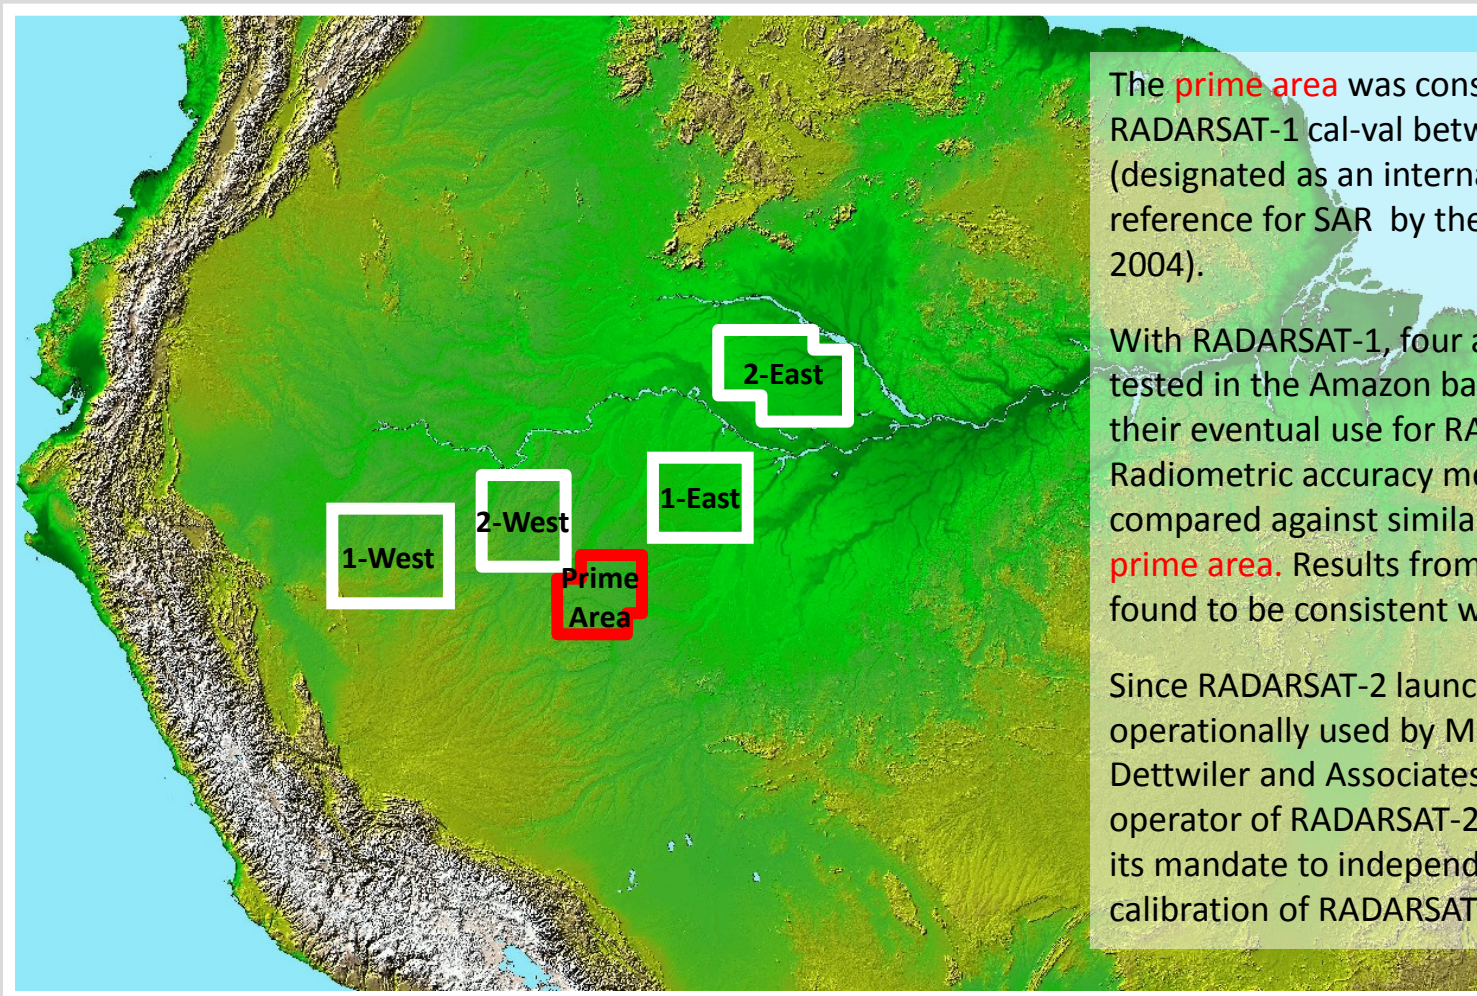 The prime area was cons
RADARSAT-1 cal-val betw
(designated as an interna
reference for SAR by the
2004).
With RADARSAT-1, four a
tested in the Amazon ba
their eventual use for RA
Radiometric accuracy me
compared against simila
prime area. Results from
found to be consistent w
Since RADARSAT-2 launc
operationally used by M
Dettwiler and Associates
operator of RADARSAT-2
its mandate to independ
calibration of RADARSAT
2-East
1-East
2-West
1-West
Prime
Area